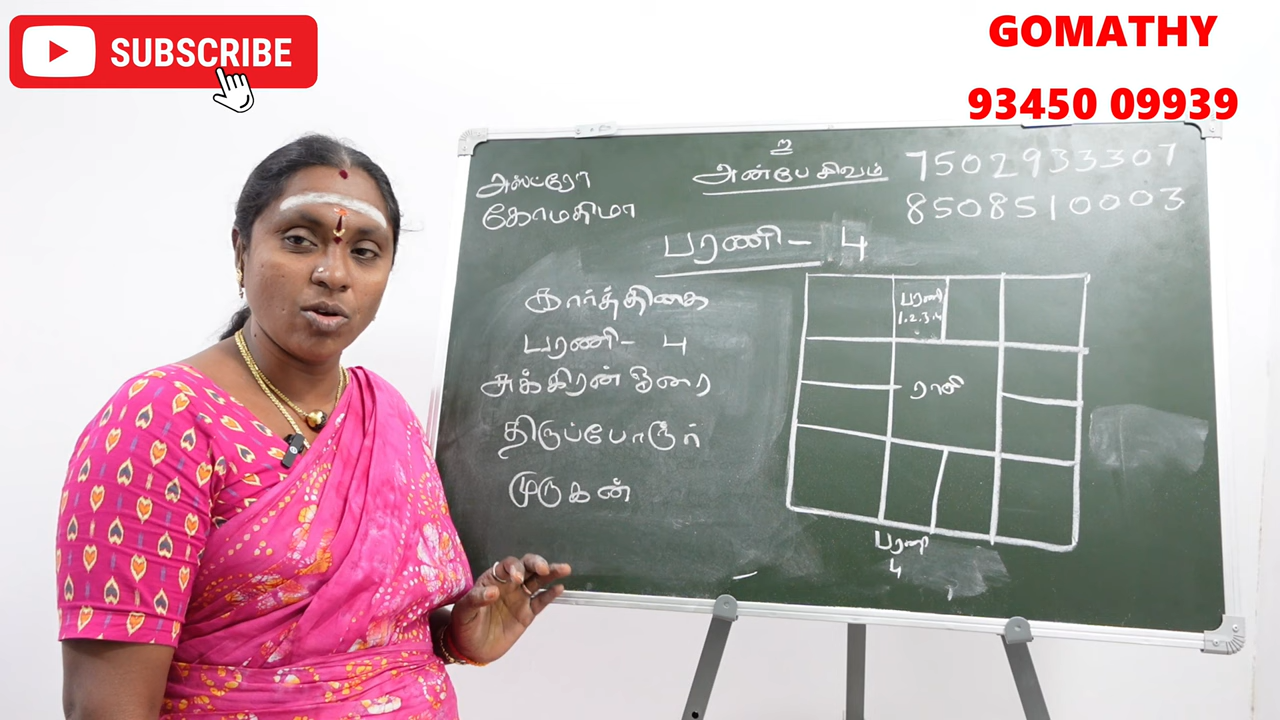 SUBSCRIBE
GOMATHY
93450 09939
உ
அஸ்ட்ரோ
கோமதிமா
அன்பே சிவம்
7502933307
8508510003
பரணி - 4
கார்த்திகை
பரணி - 4
சுக்கிரன் ஓரை
திருப்போரூர்
முருகன்
பரணி
1.2.3.4
ராசி
பரணி
4